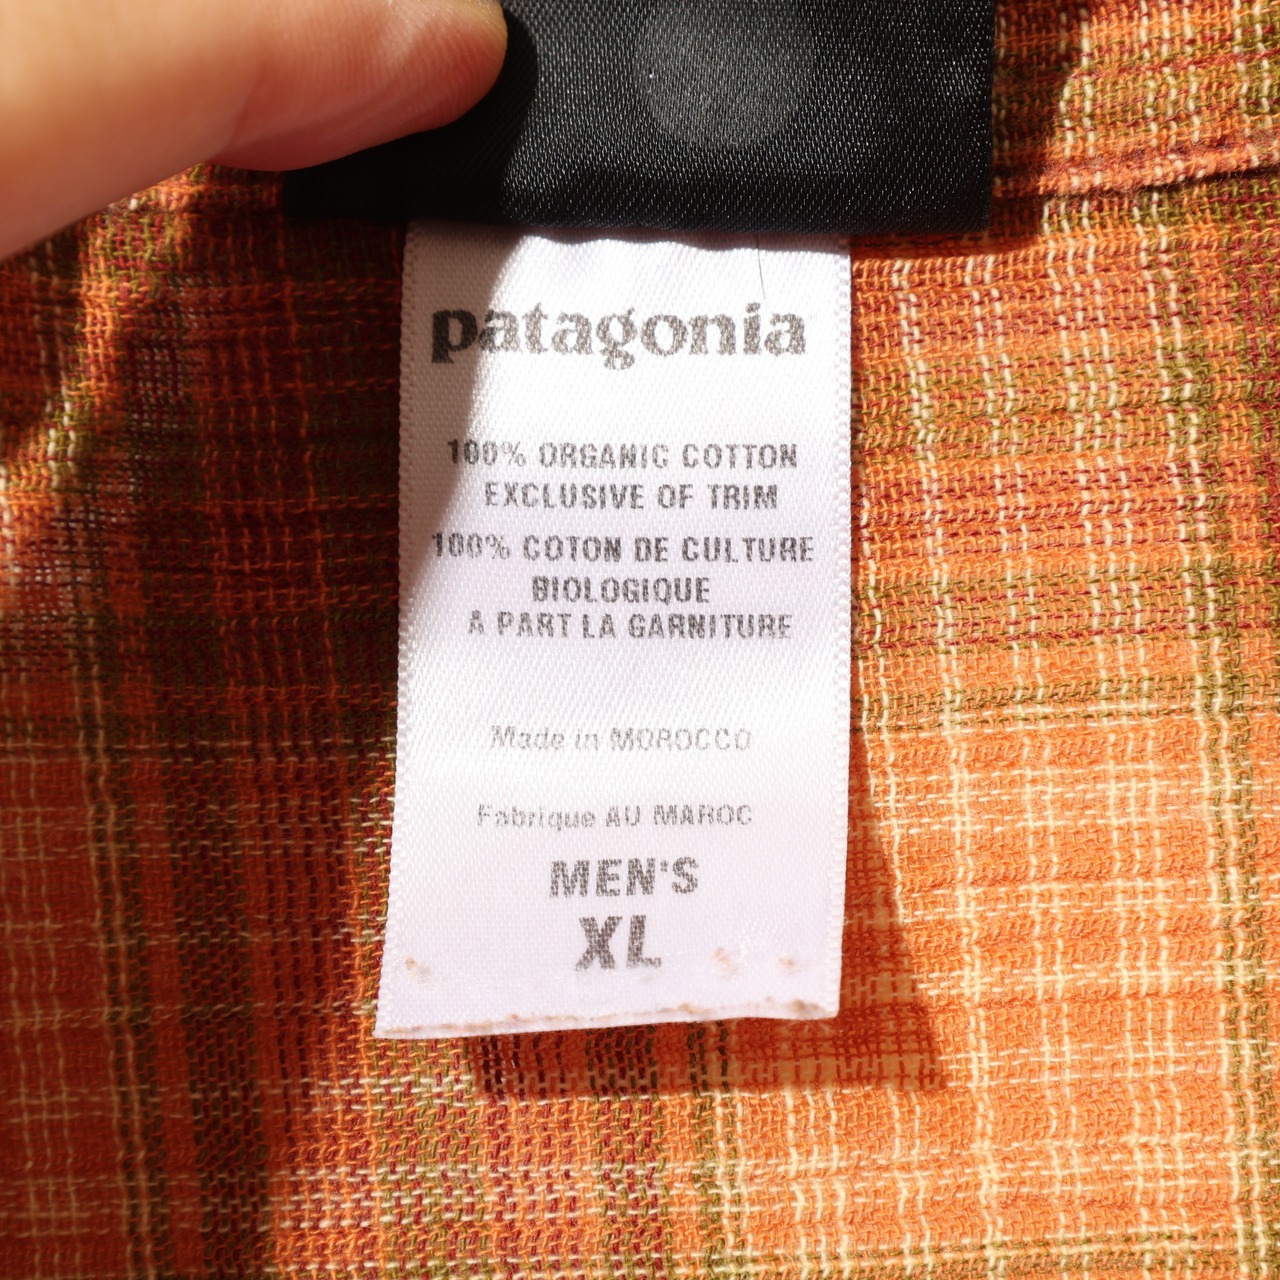 patagonia
100% ORGANIC COTTON
EXCLUSIVE OF TRIM
100% COTON DE CULTURE
BIOLOGIQUE
A PART LA GARNITURE
Made in MOROCCO
Fabrique AU MAROC
MEN'S
XL